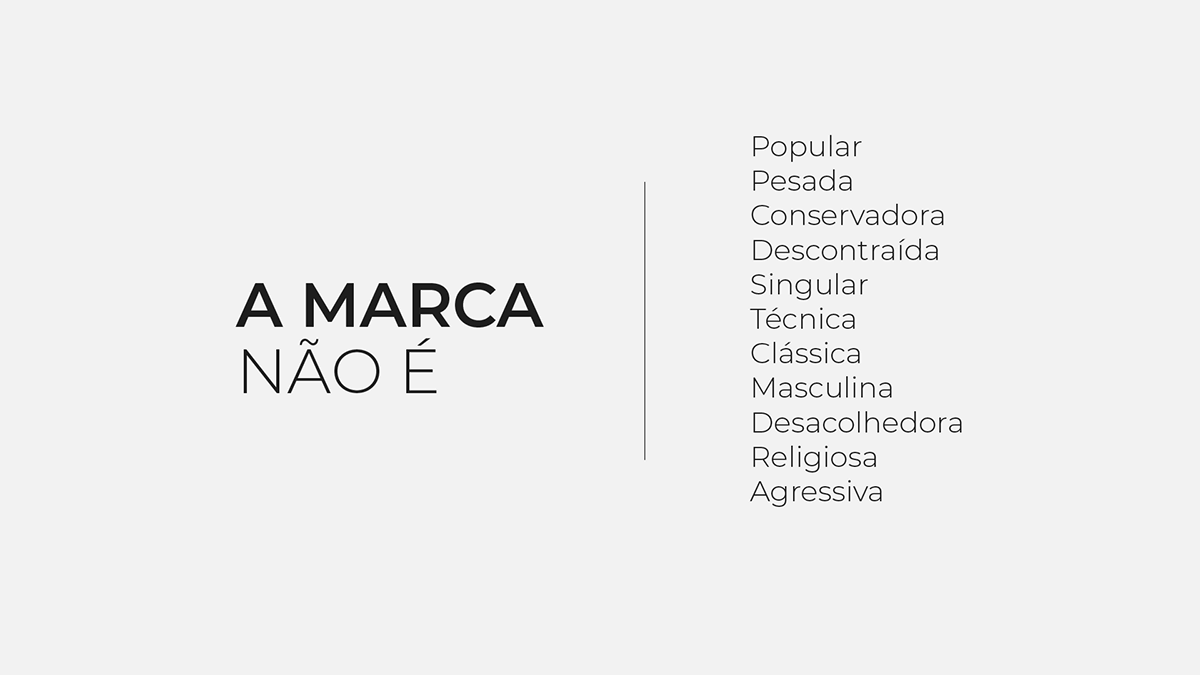 A MARCA
NÃO É
Popular
Pesada
Conservadora
Descontraída
Singular
Técnica
Clássica
Masculina
Desacolhedora
Religiosa
Agressiva